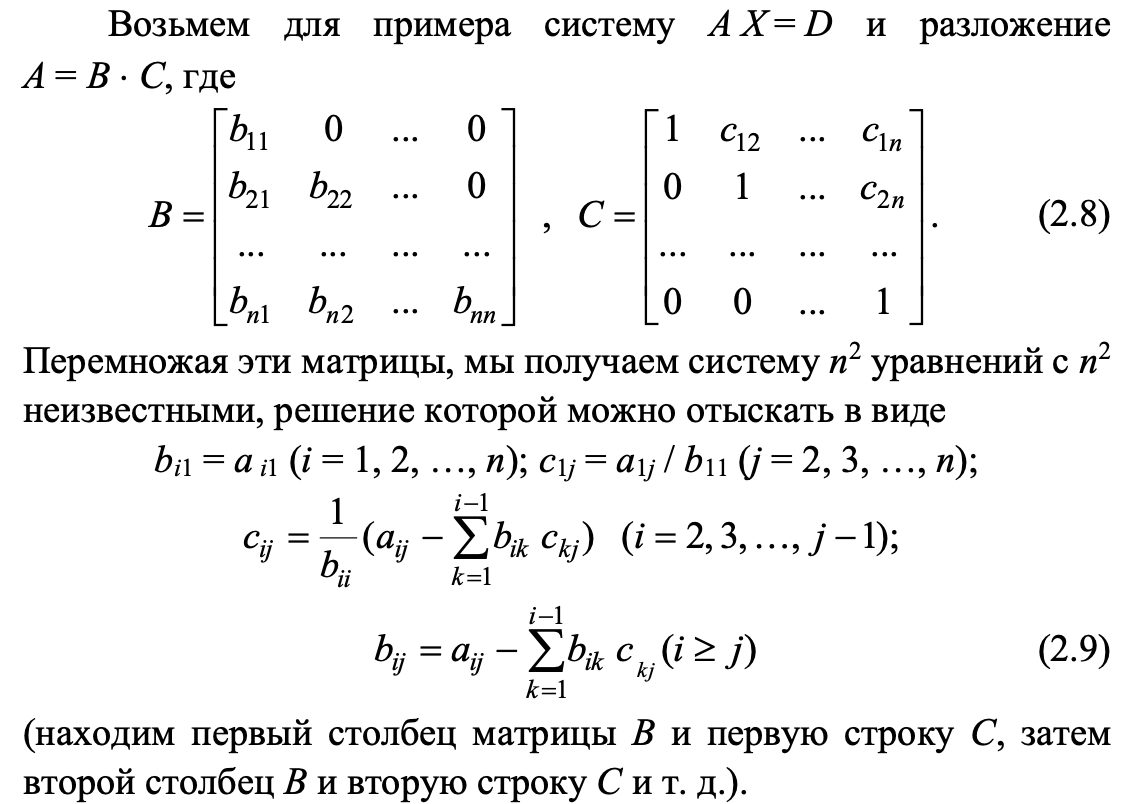 Возьмем для примера систему A X = D и разложение
A = B · C, где
B = [b₁₁ 0 ... 0; b₂₁ b₂₂ ... 0; ... ... ... ...; bₙ₁ bₙ₂ ... bₙₙ] , C = [1 c₁₂ ... c₁ₙ; 0 1 ... c₂ₙ; ... ... ... ...; 0 0 ... 1] . (2.8)
Перемножая эти матрицы, мы получаем систему n² уравнений с n²
неизвестными, решение которой можно отыскать в виде
bᵢ₁ = a ᵢ₁ (i = 1, 2, …, n); c₁ⱼ = a₁ⱼ / b₁₁ (j = 2, 3, …, n);
cᵢⱼ = 1/bᵢᵢ (aᵢⱼ − ∑_{k=1}^{i−1} bᵢₖ cₖⱼ) (i = 2, 3, …, j − 1);
bᵢⱼ = aᵢⱼ − ∑_{k=1}^{i−1} bᵢₖ cₖⱼ (i ≥ j) (2.9)
(находим первый столбец матрицы B и первую строку C, затем
второй столбец B и вторую строку C и т. д.).